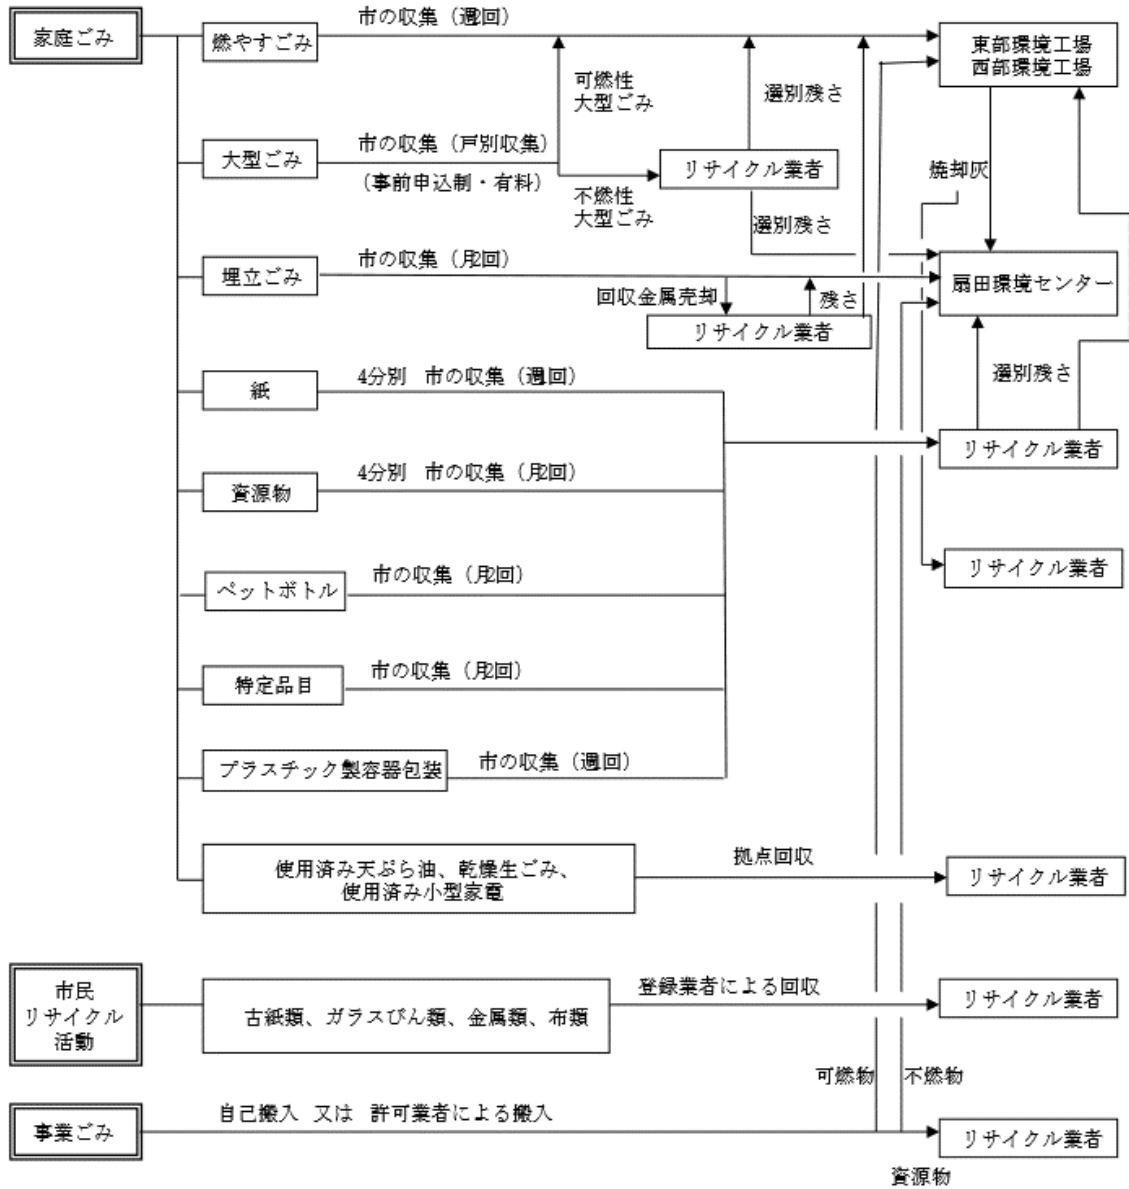 家庭ごみ
燃やすごみ
市の収集（週回）
東部環境工場
西部環境工場
可燃性
大型ごみ
選別残さ
大型ごみ
市の収集（戸別収集）
（事前申込制・有料）
リサイクル業者
不燃性
大型ごみ
選別残さ
焼却灰
埋立ごみ
市の収集（月2回）
回収金属売却
残さ
リサイクル業者
扇田環境センター
紙
4分別 市の収集（週回）
選別残さ
リサイクル業者
資源物
4分別 市の収集（月2回）
リサイクル業者
ペットボトル
市の収集（月2回）
特定品目
市の収集（月2回）
プラスチック製容器包装
市の収集（週回）
使用済み天ぷら油、乾燥生ごみ、
使用済み小型家電
拠点回収
リサイクル業者
市民
リサイクル
活動
古紙類、ガラスびん類、金属類、布類
登録業者による回収
リサイクル業者
可燃物
不燃物
事業ごみ
自己搬入 又は 許可業者による搬入
リサイクル業者
資源物